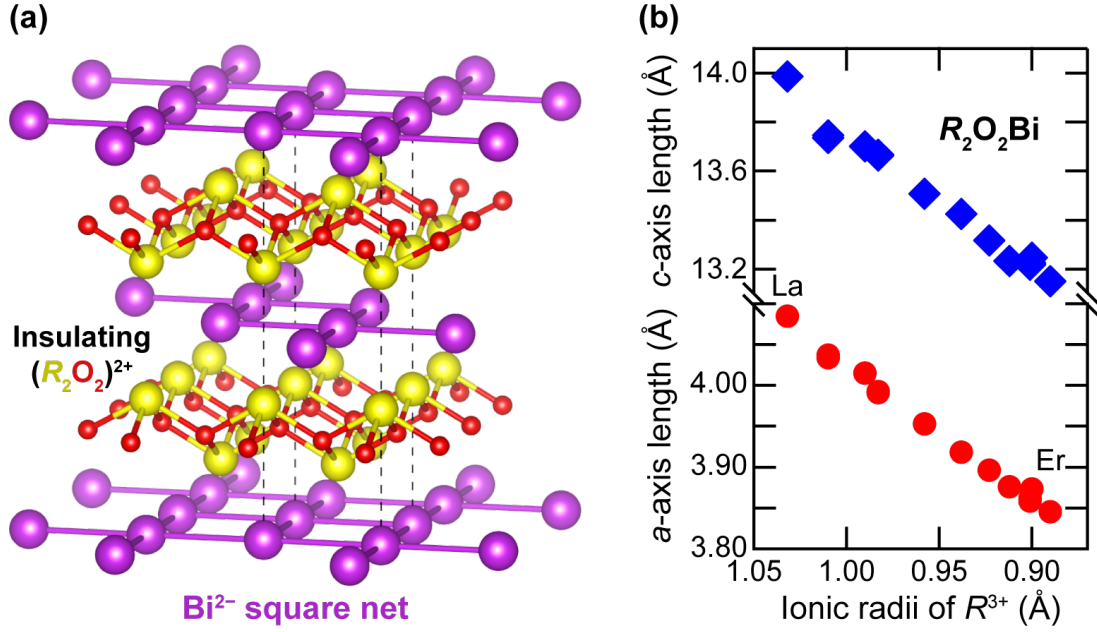 (a)
Insulating
(R₂O₂)²⁺
Bi²⁻ square net
(b)
c-axis length (Å)
14.0
13.6
13.2
R₂O₂Bi
La
a-axis length (Å)
4.00
3.90
3.80
Er
1.05 1.00 0.95 0.90
Ionic radii of R³⁺ (Å)